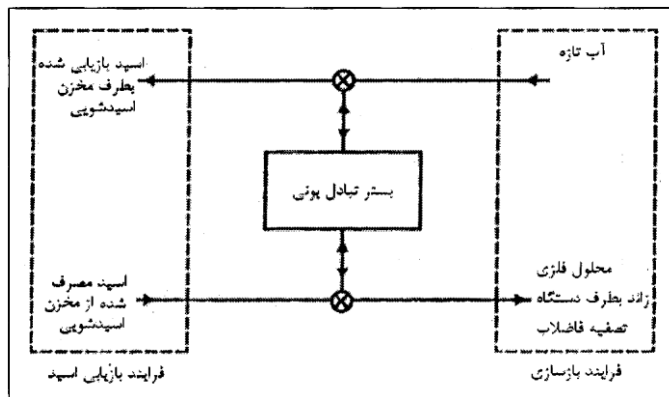 آب تازه
اسید بازیابی شده
بطرف مخزن
اسیدشویی
بستر تبادل یونی
محلول فلزی
زائد بطرف دستگاه
تصفیه فاضلاب
اسید مصرف
شده از مخزن
اسیدشویی
فرایند بازسازی
فرایند بازیابی اسید